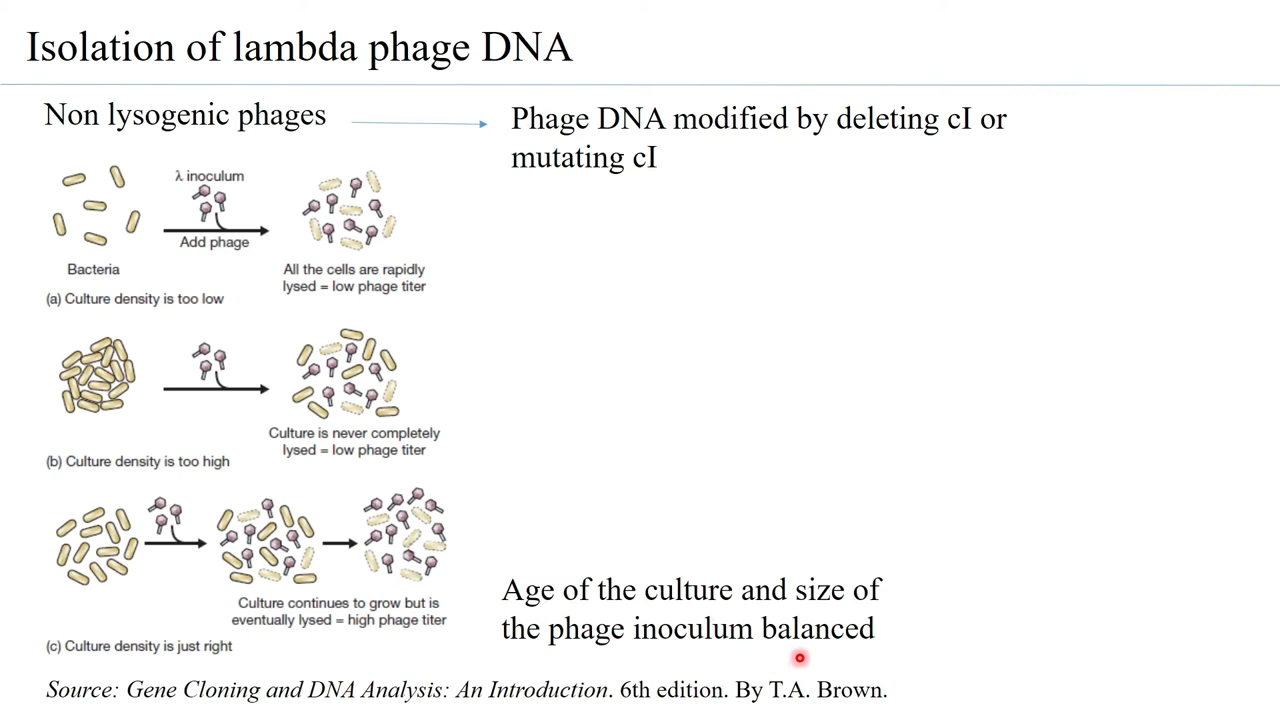 Isolation of lambda phage DNA
Non lysogenic phages
Phage DNA modified by deleting cI or
mutating cI
λ inoculum
Add phage
Bacteria
All the cells are rapidly
lysed = low phage titer
(a) Culture density is too low
Culture is never completely
lysed = low phage titer
(b) Culture density is too high
Culture continues to grow but is
eventually lysed = high phage titer
(c) Culture density is just right
Age of the culture and size of
the phage inoculum balanced
Source: Gene Cloning and DNA Analysis: An Introduction. 6th edition. By T.A. Brown.